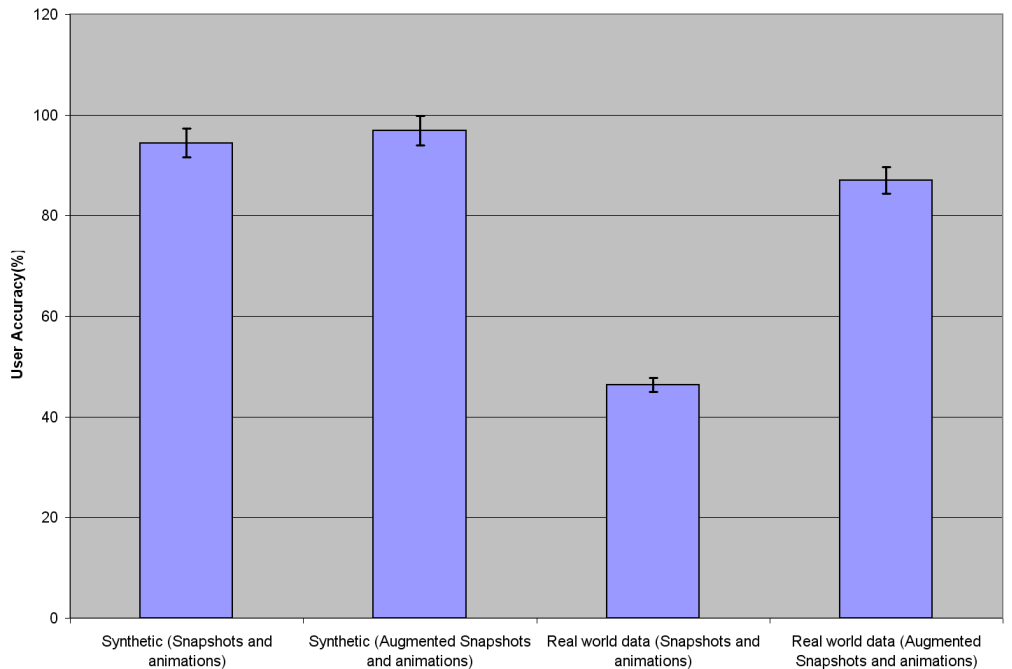 120
100
80
60
40
20
0
User Accuracy(%)
Synthetic (Snapshots and
animations)
Synthetic (Augmented Snapshots
and animations)
Real world data (Snapshots and
animations)
Real world data (Augmented
Snapshots and animations)